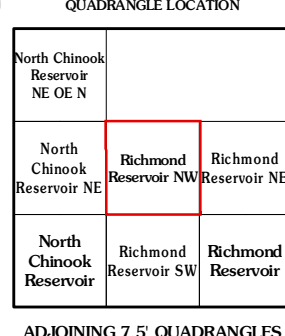 QUADRANGLE LOCATION
North Chinook
Reservoir
NE OE N
North
Chinook
Reservoir NE
Richmond
Reservoir NW
Richmond
Reservoir NE
North
Chinook
Reservoir
Richmond
Reservoir SW
Richmond
Reservoir
ADJOINING 7.5' QUADRANGLES